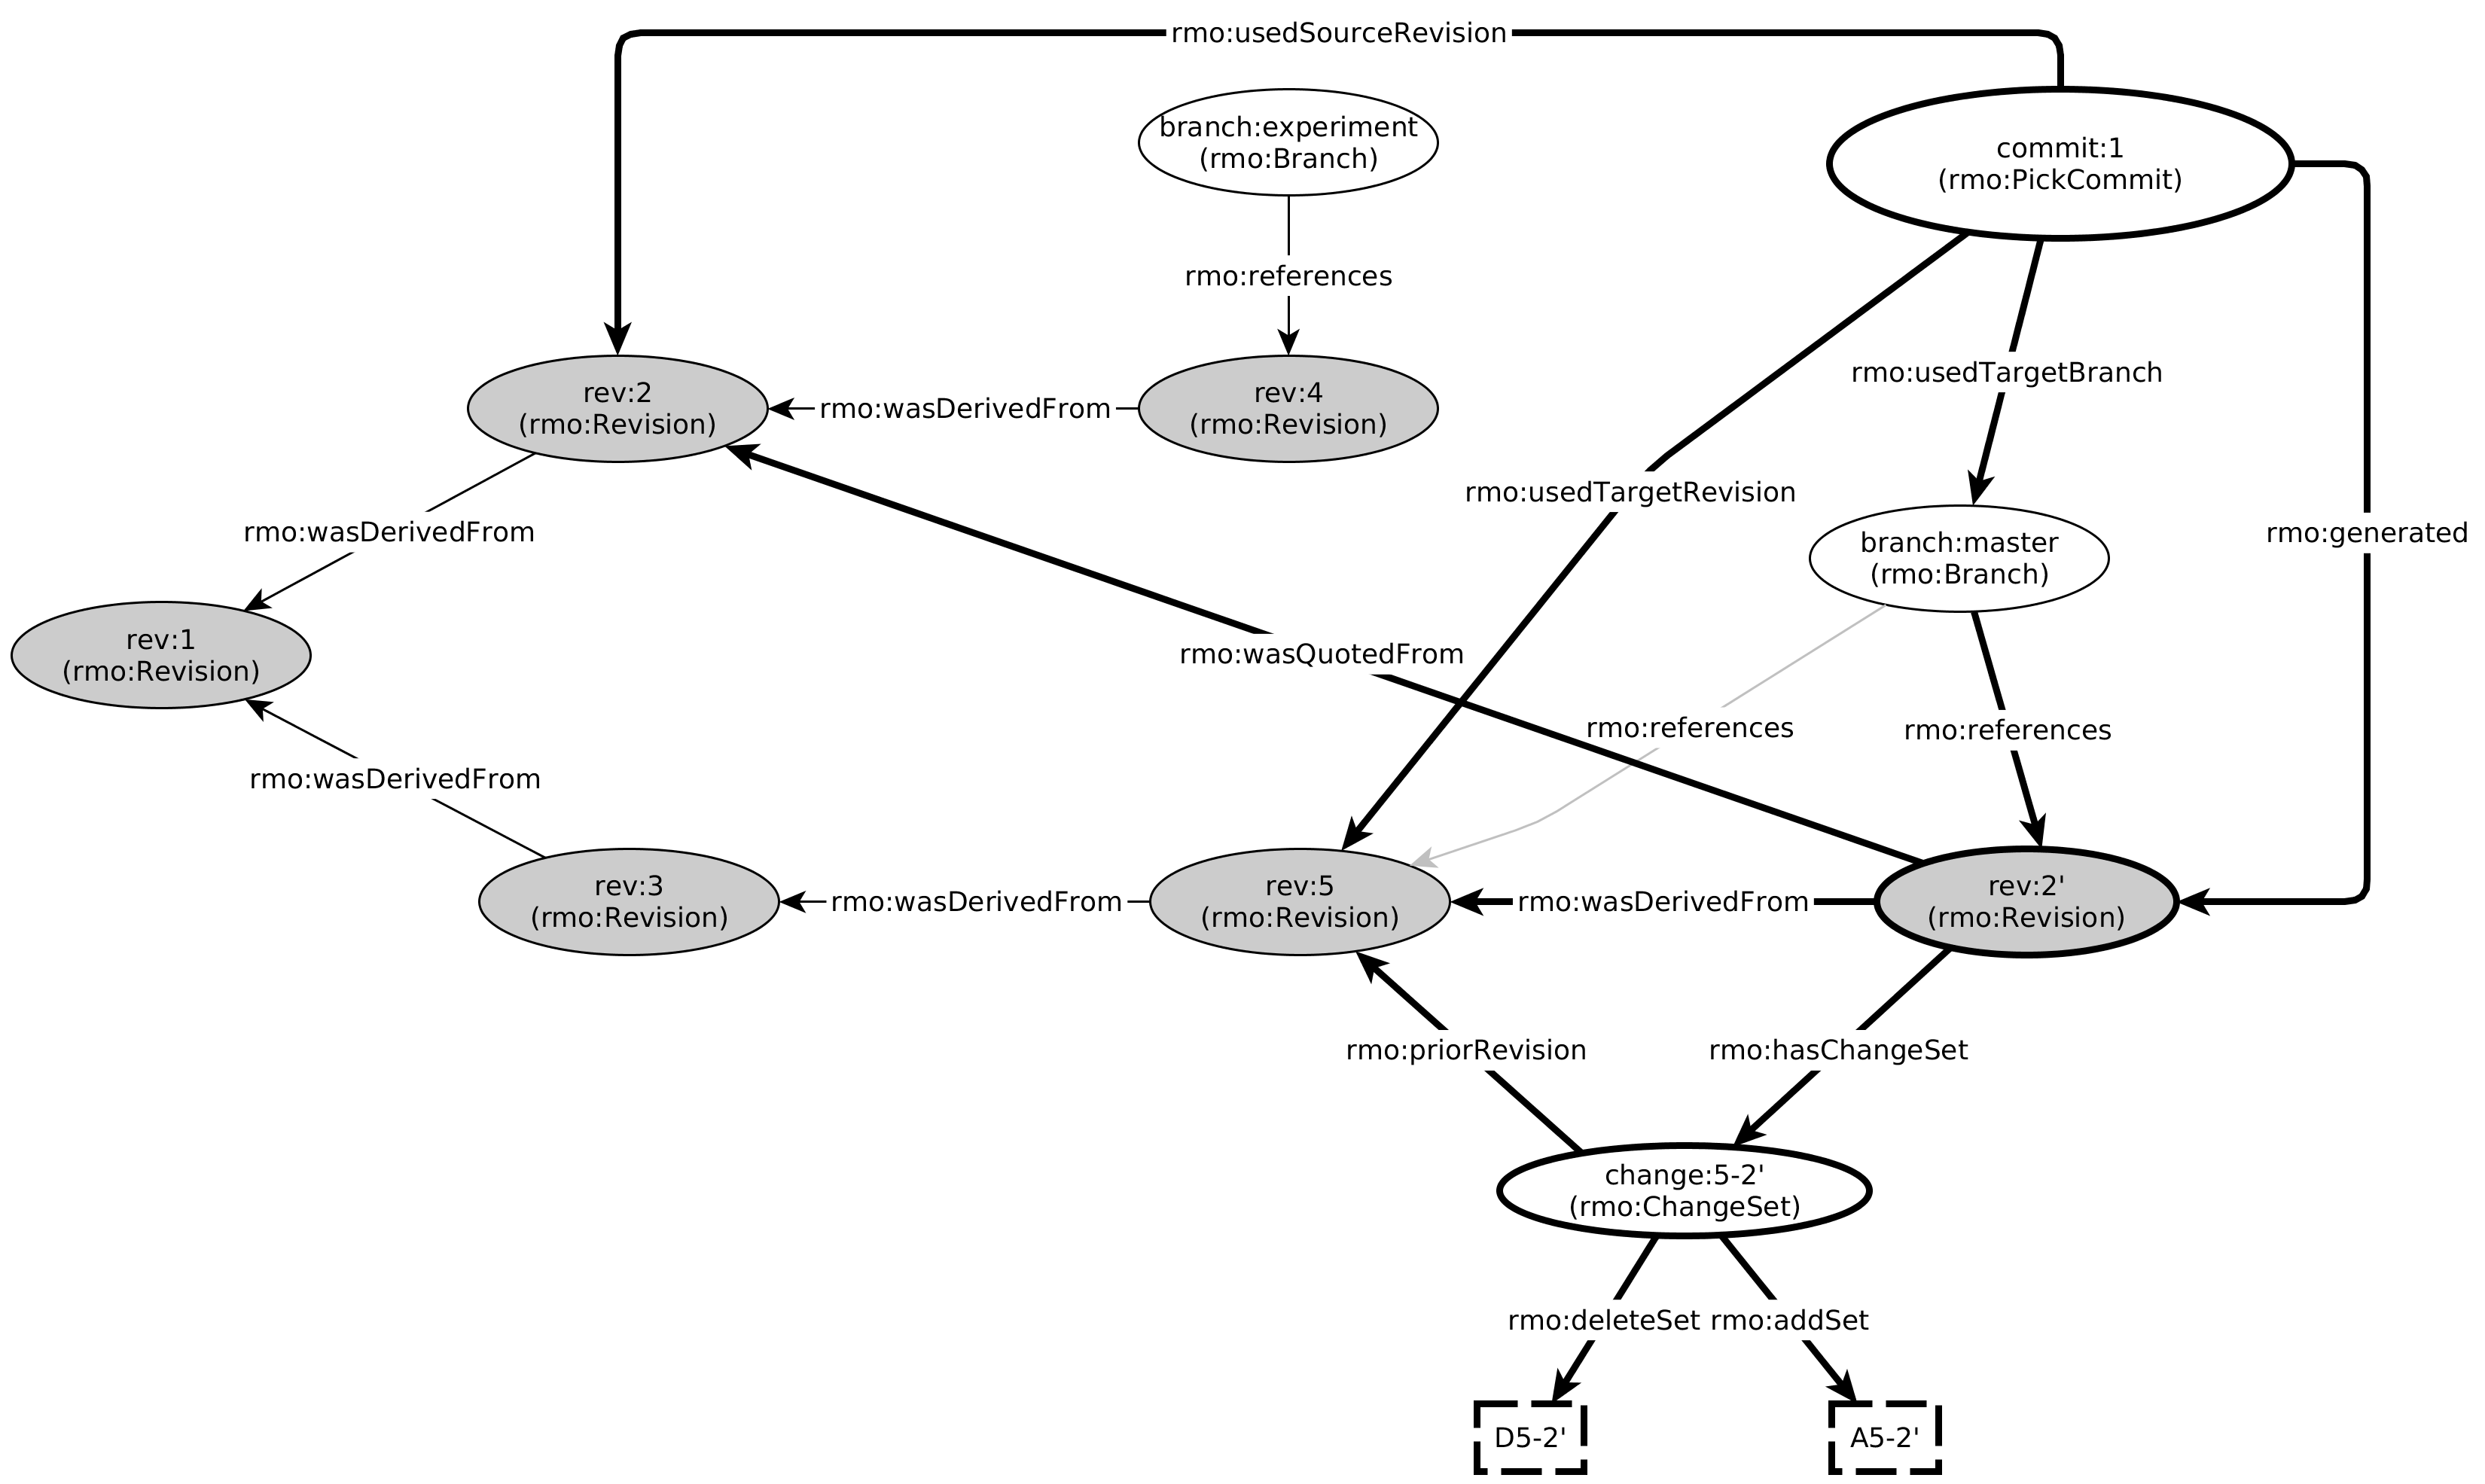 rmo:usedSourceRevision
branch:experiment
(rmo:Branch)
commit:1
(rmo:PickCommit)
rmo:references
rmo:usedTargetBranch
rev:2
(rmo:Revision)
rmo:wasDerivedFrom
rev:4
(rmo:Revision)
rmo:usedTargetRevision
rmo:wasDerivedFrom
branch:master
(rmo:Branch)
rmo:generated
rev:1
(rmo:Revision)
rmo:wasQuotedFrom
rmo:references
rmo:references
rmo:wasDerivedFrom
rev:3
(rmo:Revision)
rmo:wasDerivedFrom
rev:5
(rmo:Revision)
rmo:wasDerivedFrom
rev:2'
(rmo:Revision)
rmo:priorRevision
rmo:hasChangeSet
change:5-2'
(rmo:ChangeSet)
rmo:deleteSet
rmo:addSet
D5-2'
A5-2'